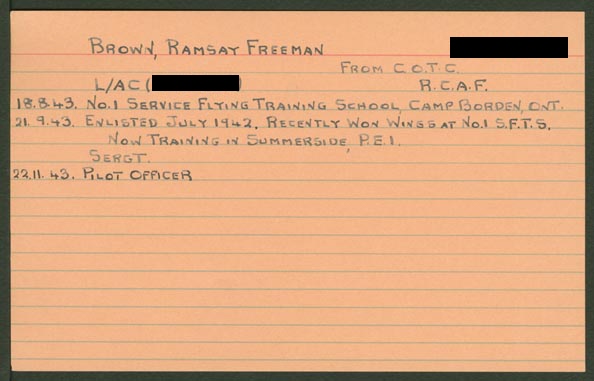 BROWN, RAMSAY FREEMAN
FROM C.O.T.C.
L/AC ( ) R.C.A.F.
18.8.43. NO.1 SERVICE FLYING TRAINING SCHOOL, CAMP BORDEN, ONT.
21.9.43. ENLISTED JULY 1942. RECENTLY WON WINGS AT NO.1 S.F.T.S.
NOW TRAINING IN SUMMERSIDE, P.E.I.
SERGT.
22.11.43. PILOT OFFICER